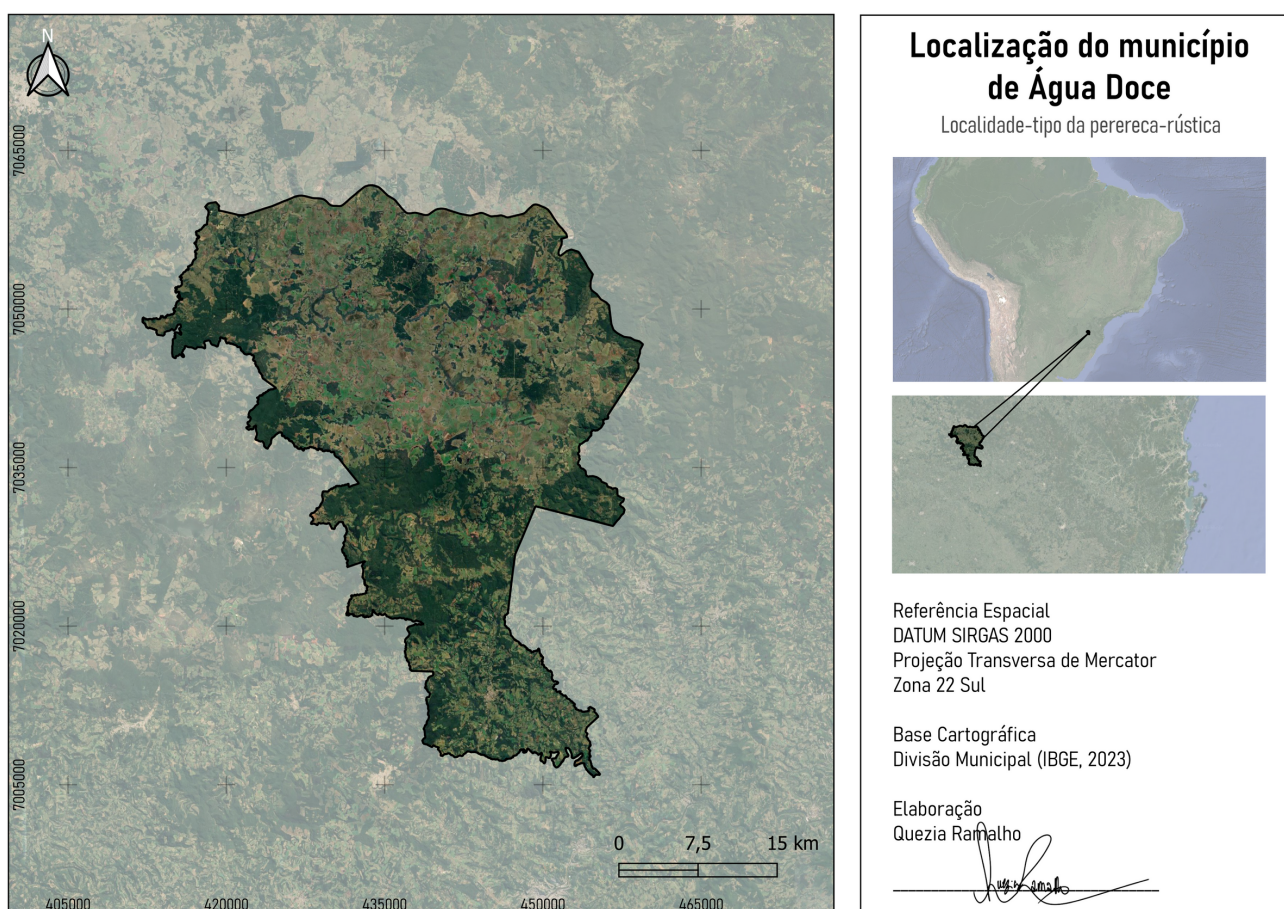 N
7065000
7050000
7035000
7020000
7005000
405000
420000
435000
450000
465000
0 7,5 15 km
Localização do município
de Água Doce
Localidade-tipo da perereca-rústica
Referência Espacial
DATUM SIRGAS 2000
Projeção Transversa de Mercator
Zona 22 Sul
Base Cartográfica
Divisão Municipal (IBGE, 2023)
Elaboração
Quezia Ramalho